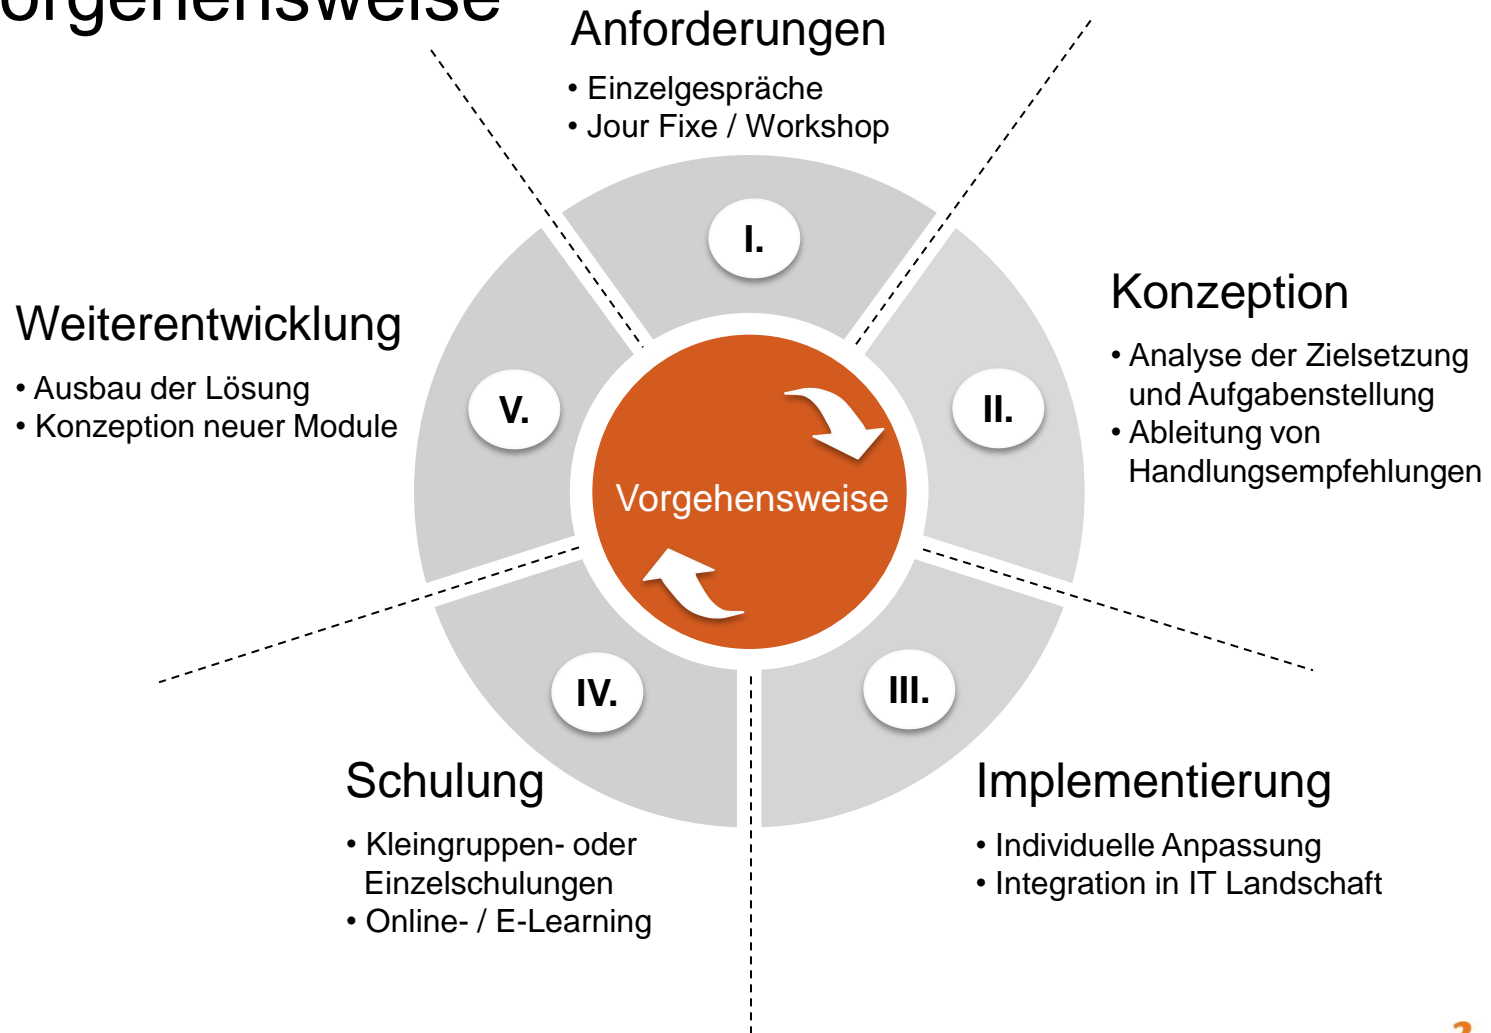 orgehensweise
Anforderungen
• Einzelgespräche
• Jour Fixe / Workshop
I.
Konzeption
• Analyse der Zielsetzung
und Aufgabenstellung
• Ableitung von
Handlungsempfehlungen
II.
Implementierung
• Individuelle Anpassung
• Integration in IT Landschaft
III.
Schulung
• Kleingruppen- oder
Einzelschulungen
• Online- / E-Learning
IV.
Weiterentwicklung
• Ausbau der Lösung
• Konzeption neuer Module
V.
Vorgehensweise